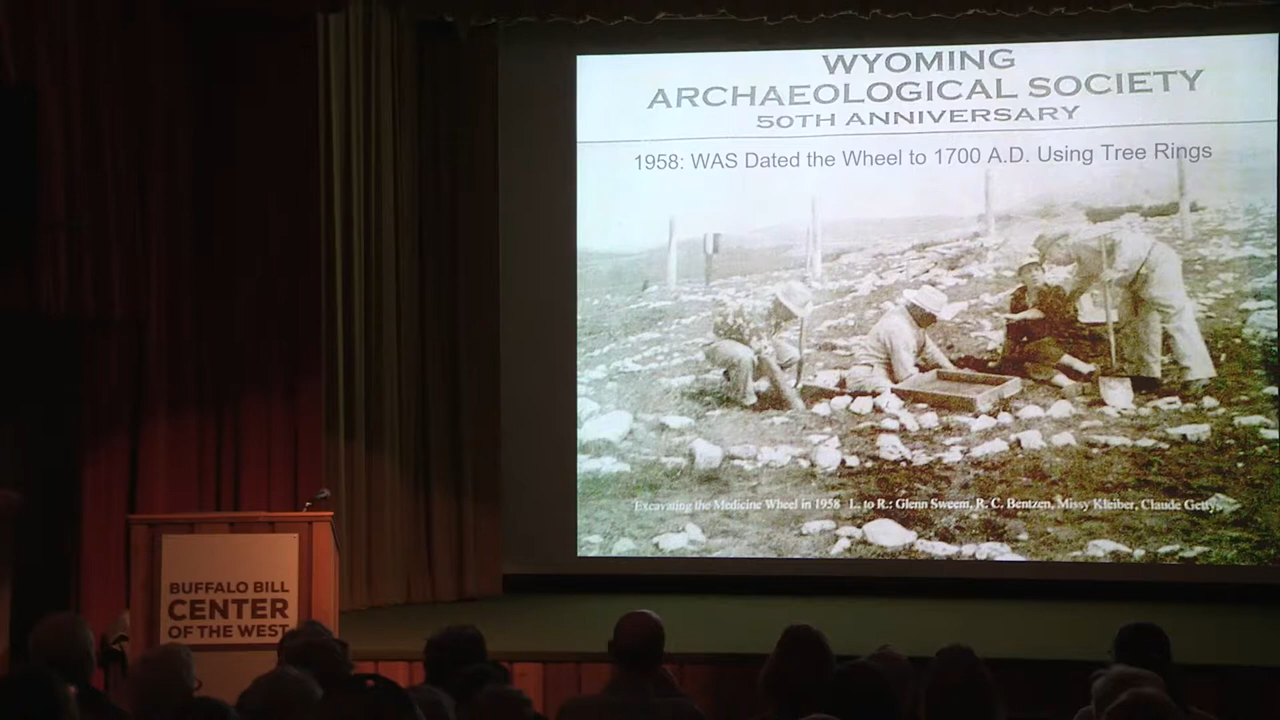 WYOMING
ARCHAEOLOGICAL SOCIETY
50TH ANNIVERSARY
1958: WAS Dated the Wheel to 1700 A.D. Using Tree Rings
Excavating the Medicine Wheel in 1958 L. to R.: Glenn Sweem, R. C. Bentzen, Missy Kleiber, Claude Gettys
BUFFALO BILL
CENTER
OF THE WEST